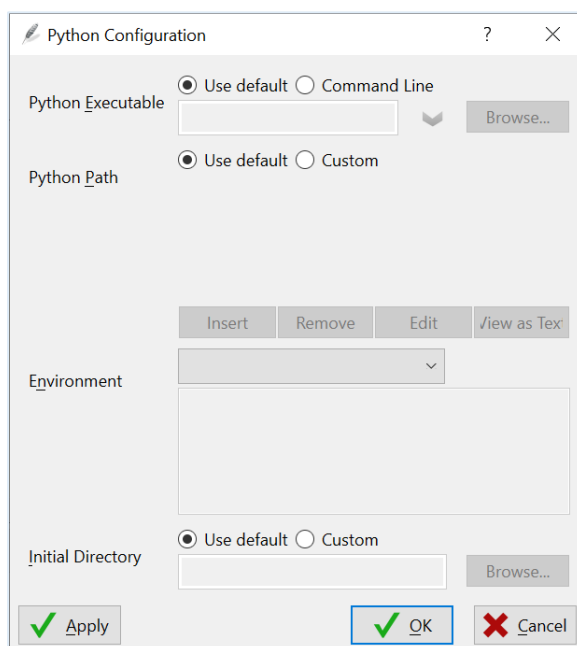 Python Configuration
?
Use default Command Line
Python Executable
Browse...
Use default Custom
Python Path
Insert Remove Edit View as Text
Environment
Use default Custom
Initial Directory
Browse...
Apply OK Cancel